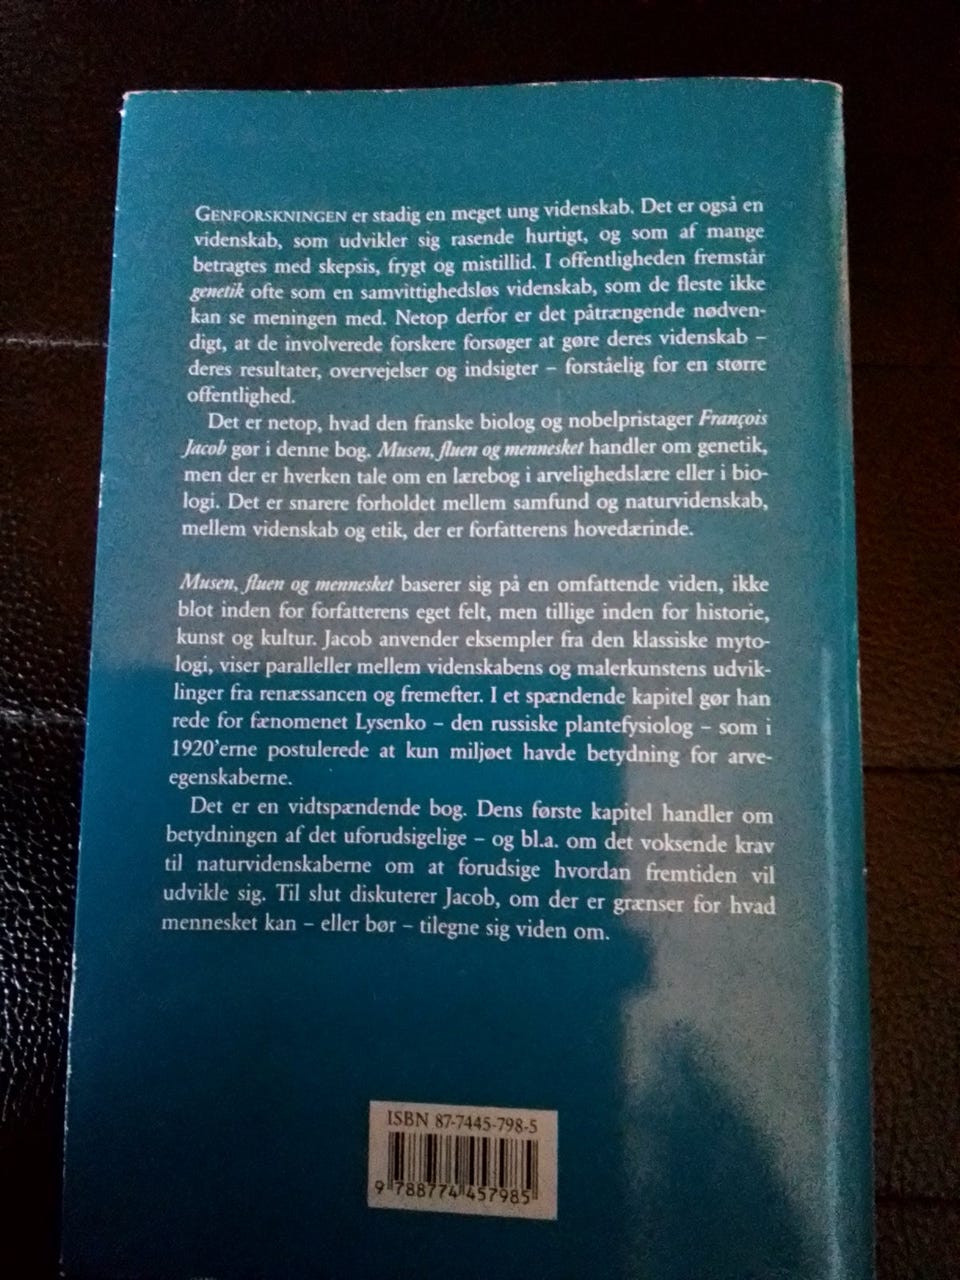 GENFORSKNINGEN er stadig en meget ung videnskab. Det er også en
videnskab, som udvikler sig rasende hurtigt, og som af mange
betragtes med skepsis, frygt og mistillid. I offentligheden fremstår
genetik ofte som en samvittighedsløs videnskab, som de fleste ikke
kan se meningen med. Netop derfor er det påtrængende nødven-
digt, at de involverede forskere forsøger at gøre deres videnskab –
deres resultater, overvejelser og indsigter – forståelig for en større
offentlighed.
Det er netop, hvad den franske biolog og nobelpristager François
Jacob gør i denne bog. Musen, fluen og mennesket handler om genetik,
men der er hverken tale om en lærebog i arvelighedslære eller i bio-
logi. Det er snarere forholdet mellem samfund og naturvidenskab,
mellem videnskab og etik, der er forfatterens hovedærinde.
Musen, fluen og mennesket baserer sig på en omfattende viden, ikke
blot inden for forfatterens eget felt, men tillige inden for historie,
kunst og kultur. Jacob anvender eksempler fra den klassiske myto-
logi, viser paralleller mellem videnskabens og malerkunstens udvik-
linger fra renæssancen og fremefter. I et spændende kapitel gør han
rede for fænomenet Lysenko – den russiske plantefysiolog – som i
1920'erne postulerede at kun miljøet havde betydning for arve-
egenskaberne.
Det er en vidtspændende bog. Dens første kapitel handler om
betydningen af det uforudsigelige – og bl.a. om det voksende krav
til naturvidenskaberne om at forudsige hvordan fremtiden vil
udvikle sig. Til slut diskuterer Jacob, om der er grænser for hvad
mennesket kan – eller bør – tilegne sig viden om.
ISBN 87-7445-798-5
9 788774 457985